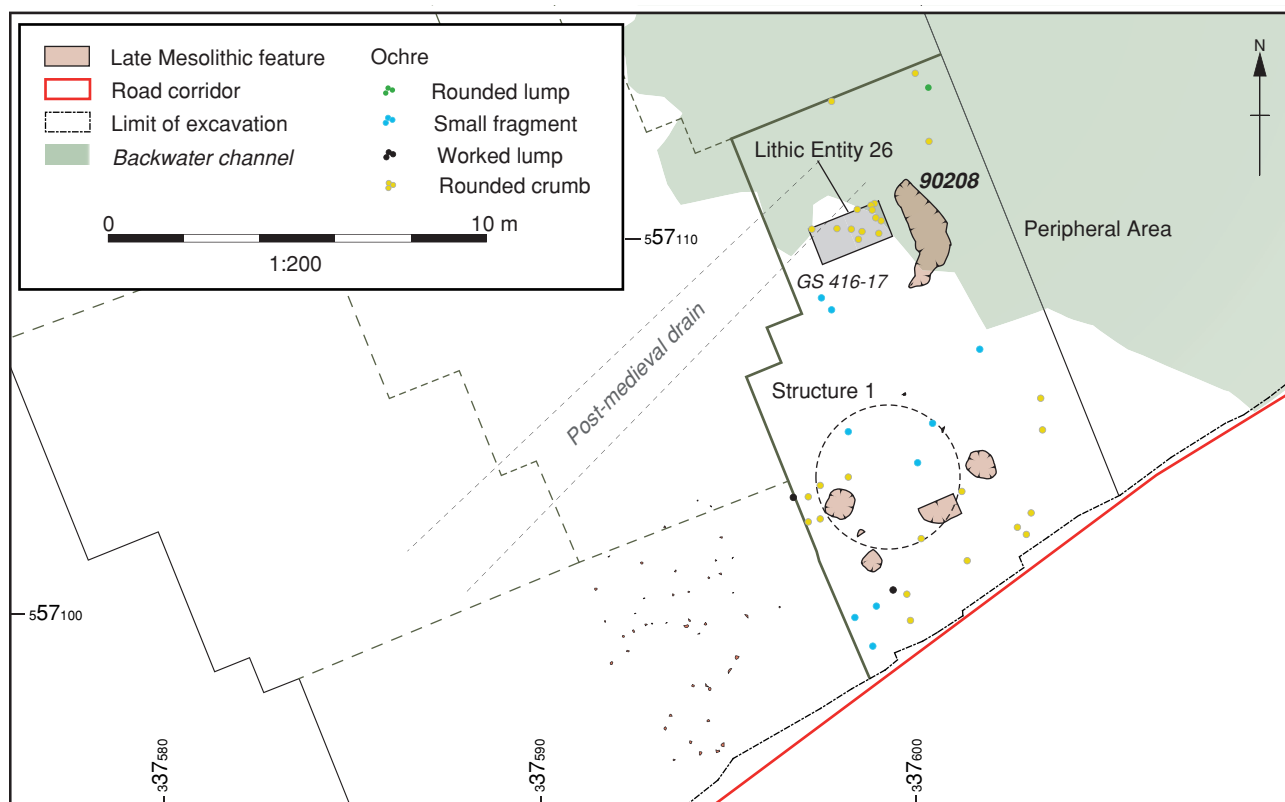 Late Mesolithic feature
Road corridor
Limit of excavation
Backwater channel
Ochre
Rounded lump
Small fragment
Worked lump
Rounded crumb
0 10 m
1:200
N
Lithic Entity 26
90208
Peripheral Area
557110
GS 416-17
Post-medieval drain
Structure 1
557100
337580
337590
337600